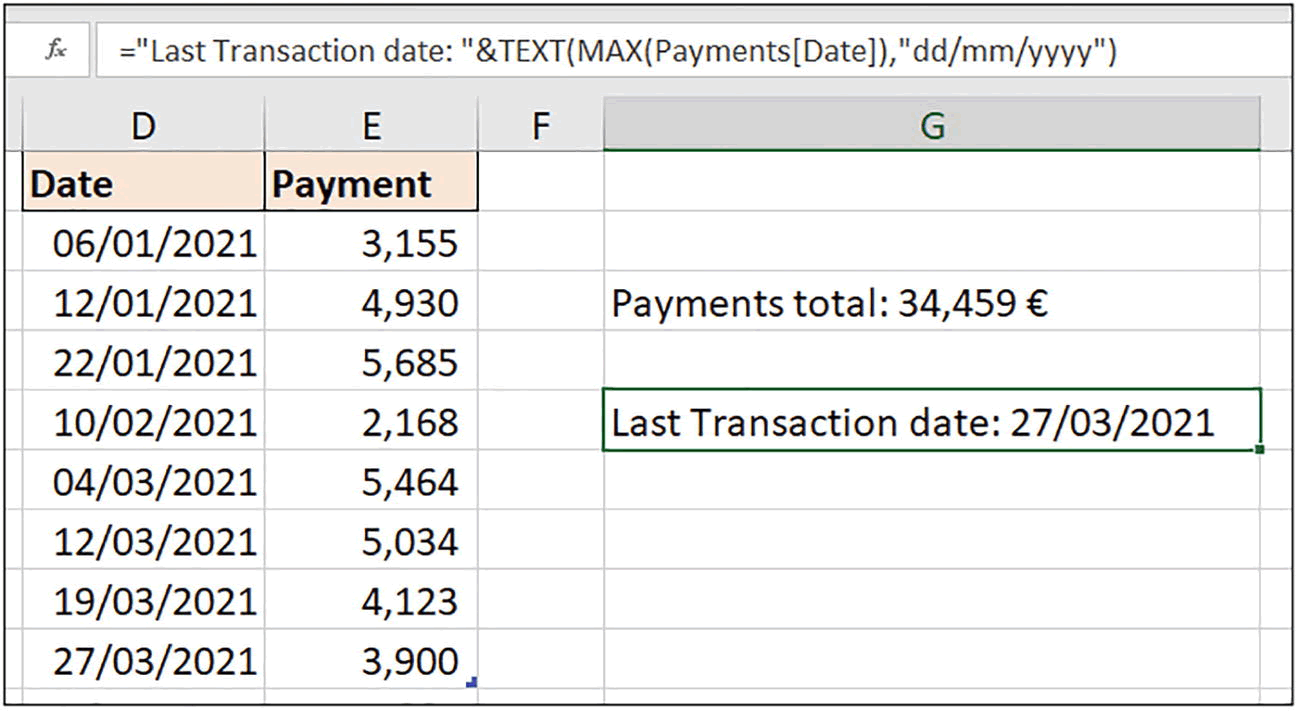 fx ="Last Transaction date: "&TEXT(MAX(Payments[Date]),"dd/mm/yyyy")
D E F G
Date Payment
06/01/2021 3,155
12/01/2021 4,930 Payments total: 34,459 €
22/01/2021 5,685
10/02/2021 2,168 Last Transaction date: 27/03/2021
04/03/2021 5,464
12/03/2021 5,034
19/03/2021 4,123
27/03/2021 3,900